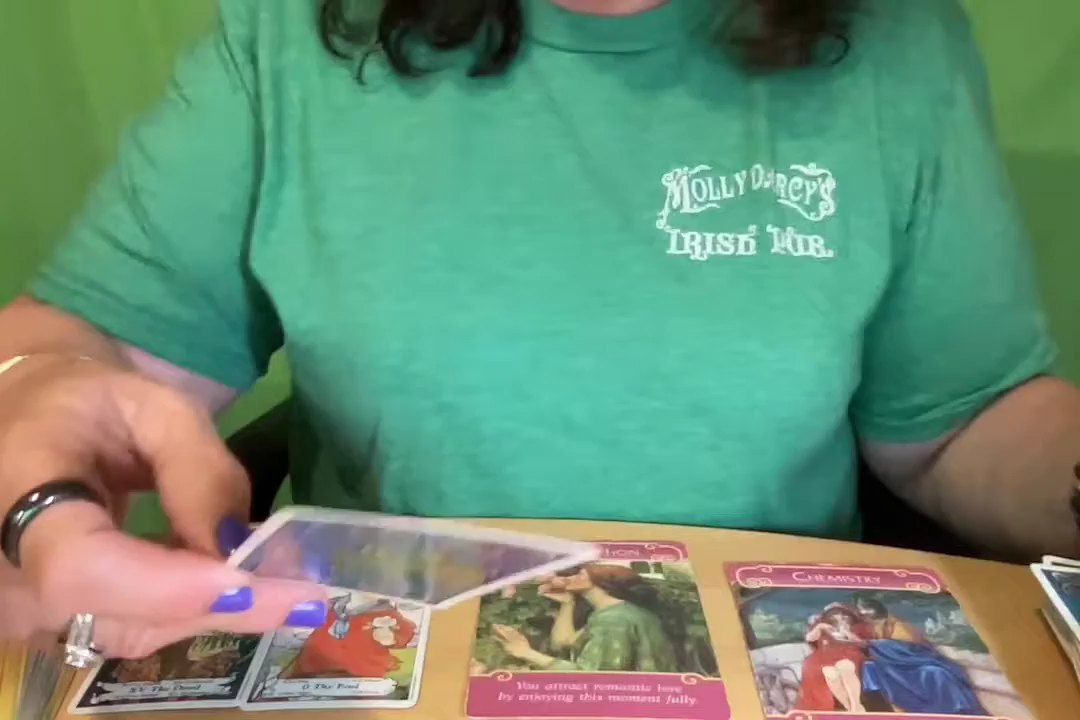 MOLLY DARCY'S
IRISH PUB
XV The Devil
0 The Fool
You attract romantic love
by enjoying this moment fully.
CHEMISTRY